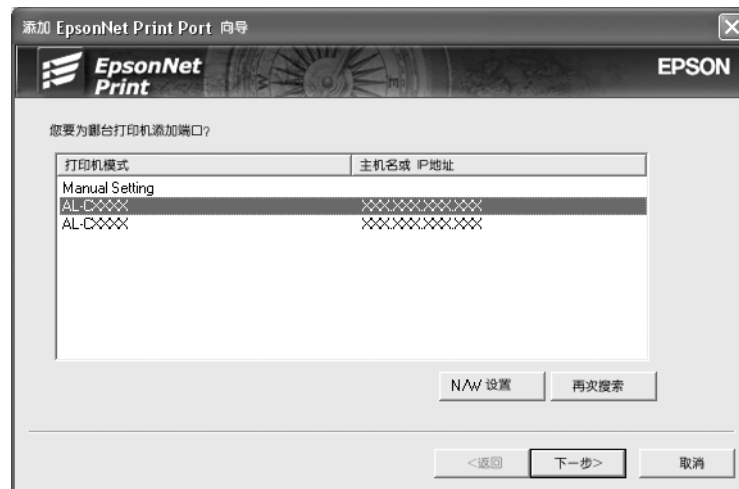 添加 EpsonNet Print Port 向导
EpsonNet
Print
EPSON
您要为哪台打印机添加端口?
打印机模式 主机名或 IP地址
Manual Setting
AL-CXXXX XXX.XXX.XXX.XXX
AL-CXXXX XXX.XXX.XXX.XXX
N/W 设置 再次搜索
<返回 下一步> 取消